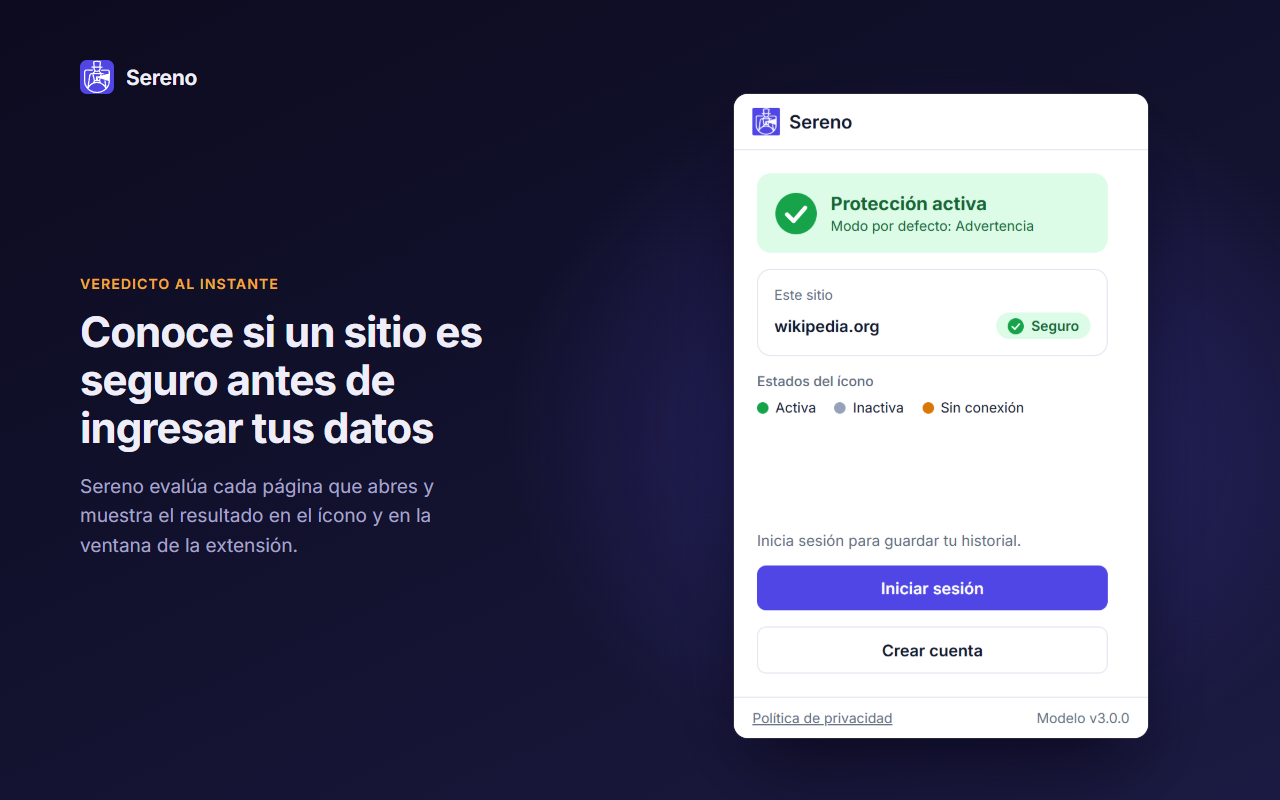 Sereno
VEREDICTO AL INSTANTE
Conoce si un sitio es
seguro antes de
ingresar tus datos
Sereno evalúa cada página que abres y
muestra el resultado en el ícono y en la
ventana de la extensión.
Sereno
Protección activa
Modo por defecto: Advertencia
Este sitio
wikipedia.org
Seguro
Estados del ícono
Activa Inactiva Sin conexión
Inicia sesión para guardar tu historial.
Iniciar sesión
Crear cuenta
Política de privacidad
Modelo v3.0.0